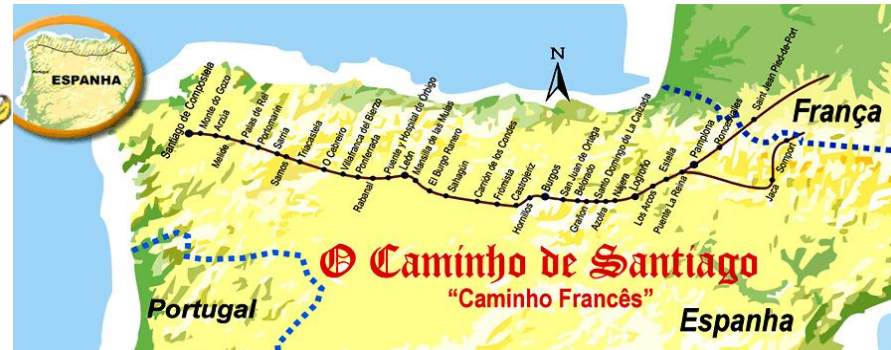 Portugal
ESPANHA
N
França
Santiago de Compostela
Monte do Gozo
Arzúa
Melide
Palas de Rei
Portomarín
Sarria
Samos
Triacastela
O Cebreiro
Villafranca del Bierzo
Ponferrada
Rabanal
Puente y Hospital de Órbigo
León
Mansilla de las Mulas
El Burgo Ranero
Sahagún
Carrión de los Condes
Frómista
Castrojeriz
Hornillos
Burgos
San Juan de Ortega
Belorado
Grañon
Santo Domingo de La Calzada
Azofra
Nájera
Logroño
Los Arcos
Estella
Puente La Reina
Pamplona
Roncesvalles
Saint Jean Pied-de-Port
Jaca
Somport
O Caminho de Santiago
“Caminho Francês”
Portugal
Espanha